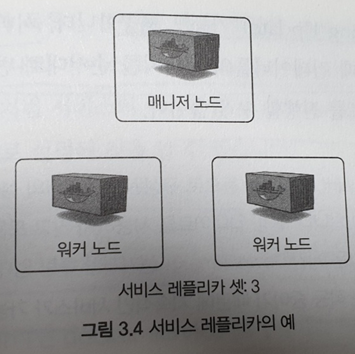 매니저 노드
워커 노드
워커 노드
서비스 레플리카 셋: 3
그림 3.4 서비스 레플리카의 예